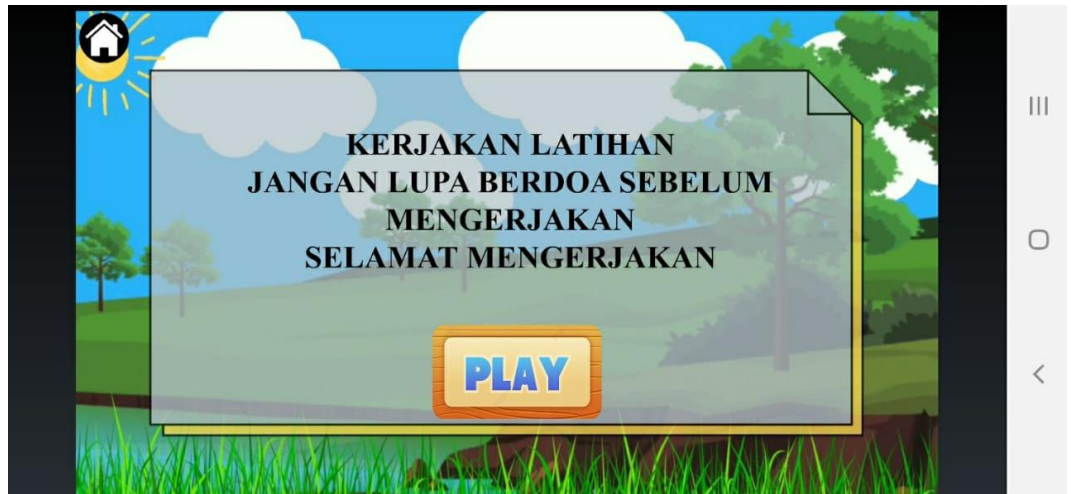 KERJAKAN LATIHAN
JANGAN LUPA BERDOA SEBELUM
MENGERJAKAN
SELAMAT MENGERJAKAN
PLAY